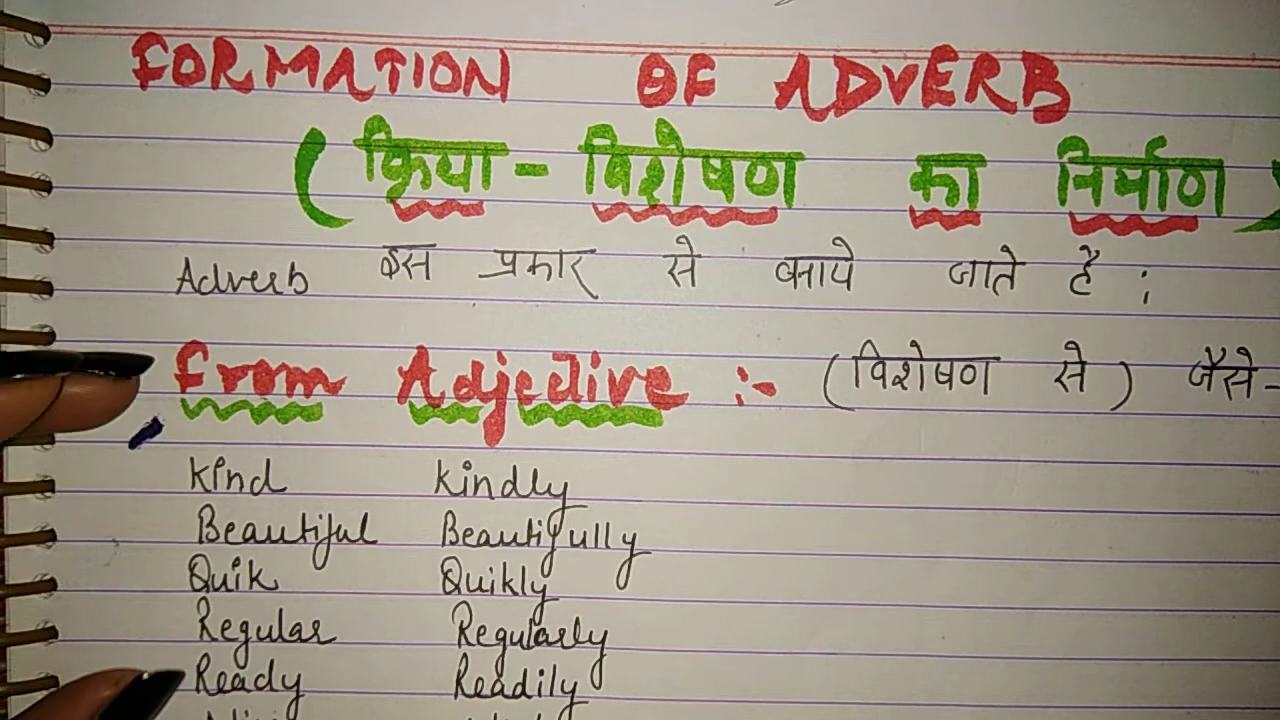 FORMATION OF ADVERB
(क्रिया-विशेषण का निर्माण)
Adverb इस प्रकार से बनाये जाते है :
From Adjective :- (विशेषण से) जैसे-
Kind Kindly
Beautiful Beautifully
Quik Quikly
Regular Regularly
Ready Readily